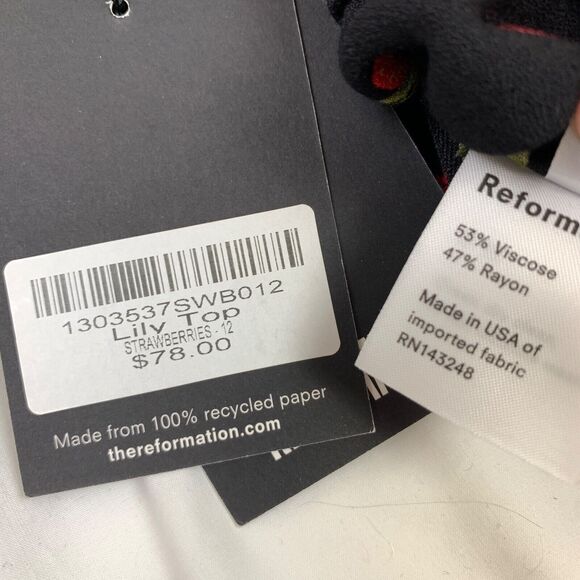 1303537SWB012
Lily Top
STRAWBERRIES - 12
$78.00
Made from 100% recycled paper
thereformation.com
Reform
53% Viscose
47% Rayon
Made in USA of
imported fabric
RN143248